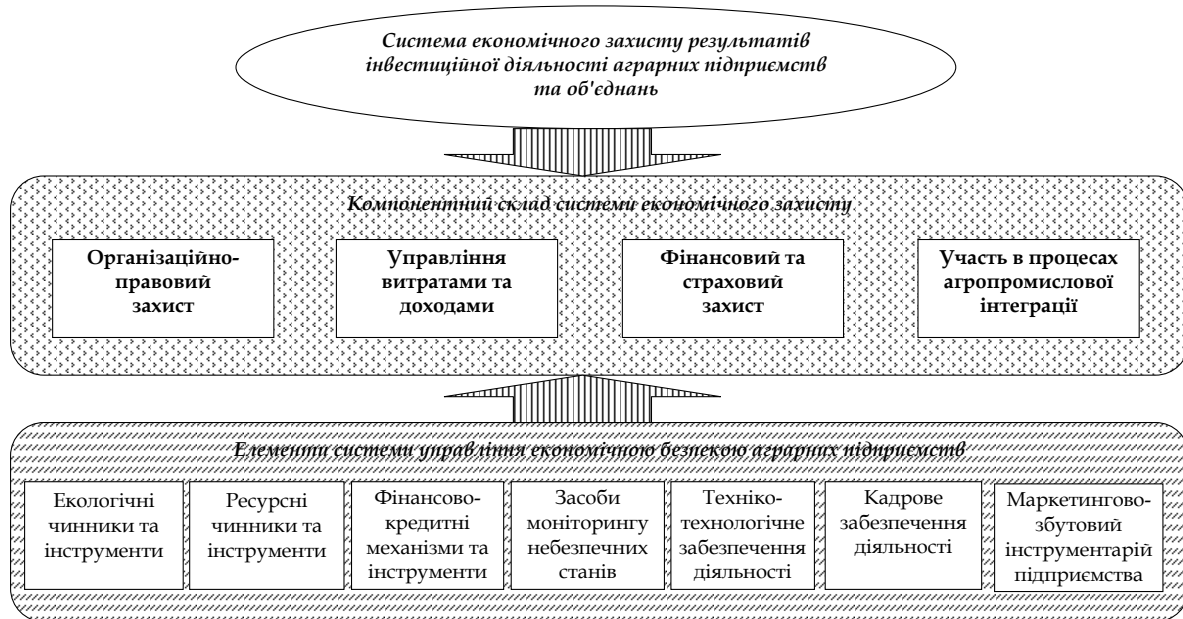 Система економічного захисту результатів
інвестиційної діяльності аграрних підприємств
та об'єднань
Компонентний склад системи економічного захисту
Організаційно-
правовий
захист
Управління
витратами та
доходами
Фінансовий та
страховий
захист
Участь в процесах
агропромислової
інтеграції
Елементи системи управління економічною безпекою аграрних підприємств
Екологічні
чинники та
інструменти
Ресурсні
чинники та
інструменти
Фінансово-
кредитні
механізми та
інструменти
Засоби
моніторингу
небезпечних
станів
Техніко-
технологічне
забезпечення
діяльності
Кадрове
забезпечення
діяльності
Маркетингово-
збутовий
інструментарій
підприємства